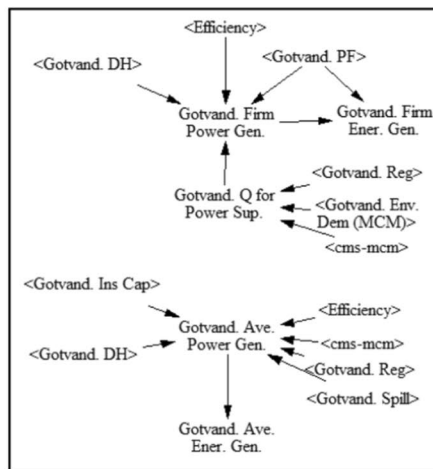 <Efficiency>
<Gotvand. PF>
<Gotvand. DH>
Gotvand. Firm
Power Gen.
Gotvand. Firm
Ener. Gen.
Gotvand. Q for
Power Sup.
<Gotvand. Reg>
<Gotvand. Env.
Dem (MCM)>
<cms-mcm>
<Gotvand. Ins Cap>
Gotvand. Ave.
Power Gen.
<Efficiency>
<cms-mcm>
<Gotvand. DH>
<Gotvand. Reg>
<Gotvand. Spill>
Gotvand. Ave.
Ener. Gen.